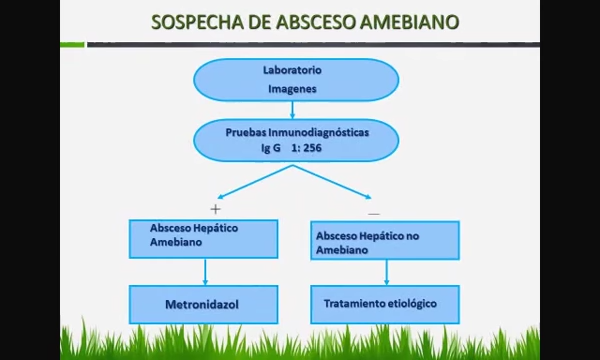 SOSPECHA DE ABSCESO AMEBIANO
Laboratorio
Imagenes
Pruebas Inmunodiagnósticas
Ig G 1: 256
+
—
Absceso Hepático
Amebiano
Absceso Hepático no
Amebiano
Metronidazol
Tratamiento etiológico